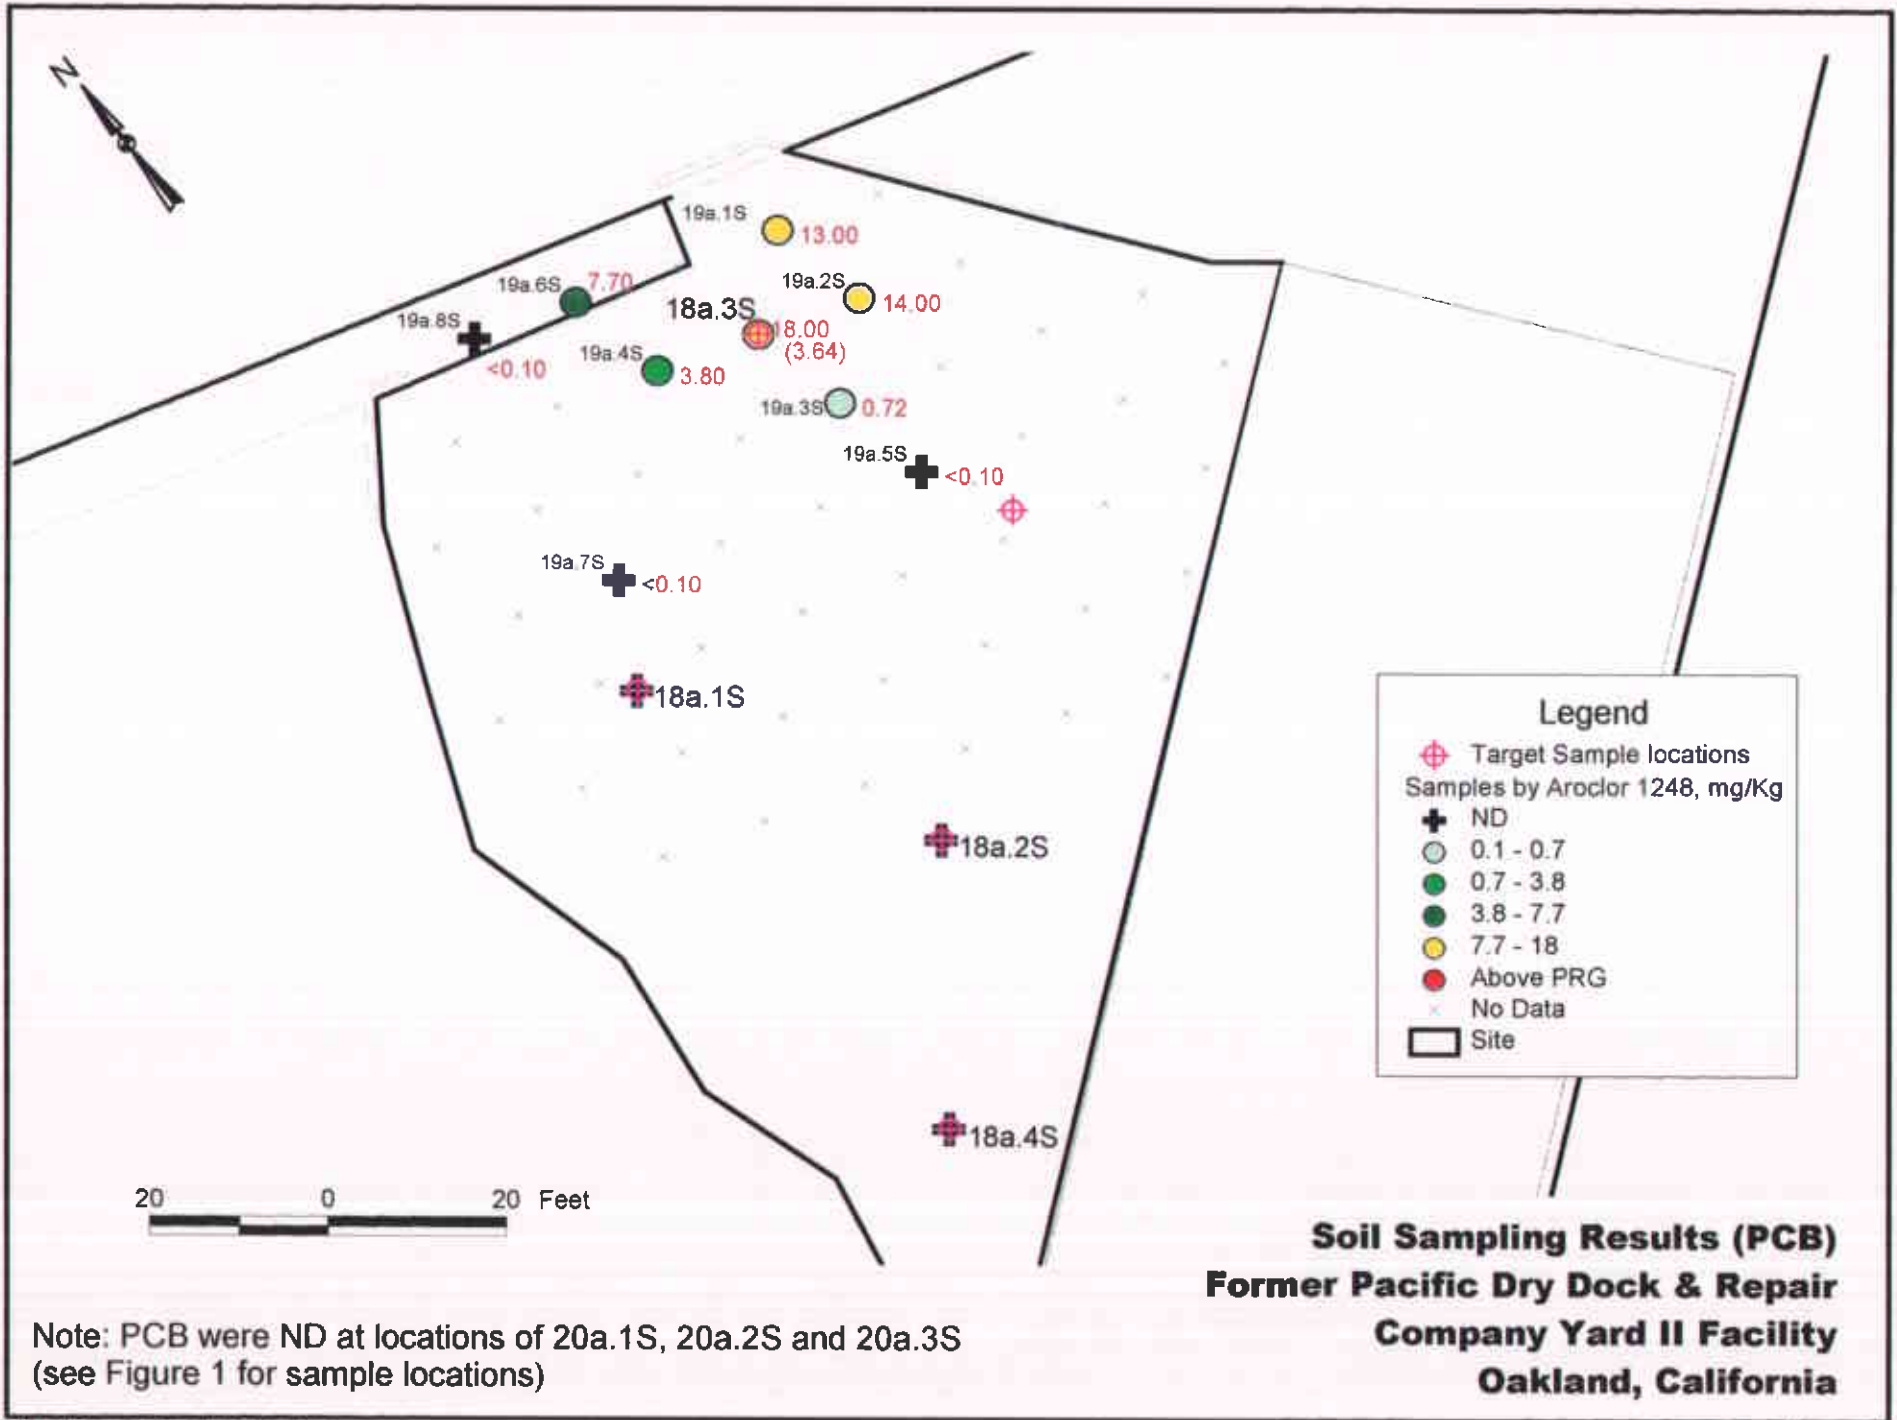 N
19a.1S
13.00
19a.6S
7.70
19a.2S
14.00
18a.3S
18.00
(3.64)
19a.8S
<0.10
19a.4S
3.80
19a.3S
0.72
19a.5S
<0.10
19a.7S
<0.10
18a.1S
18a.2S
18a.4S
Legend
Target Sample locations
Samples by Aroclor 1248, mg/Kg
ND
0.1 - 0.7
0.7 - 3.8
3.8 - 7.7
7.7 - 18
Above PRG
No Data
Site
20 0 20 Feet
Soil Sampling Results (PCB)
Former Pacific Dry Dock & Repair
Company Yard II Facility
Oakland, California
Note: PCB were ND at locations of 20a.1S, 20a.2S and 20a.3S
(see Figure 1 for sample locations)